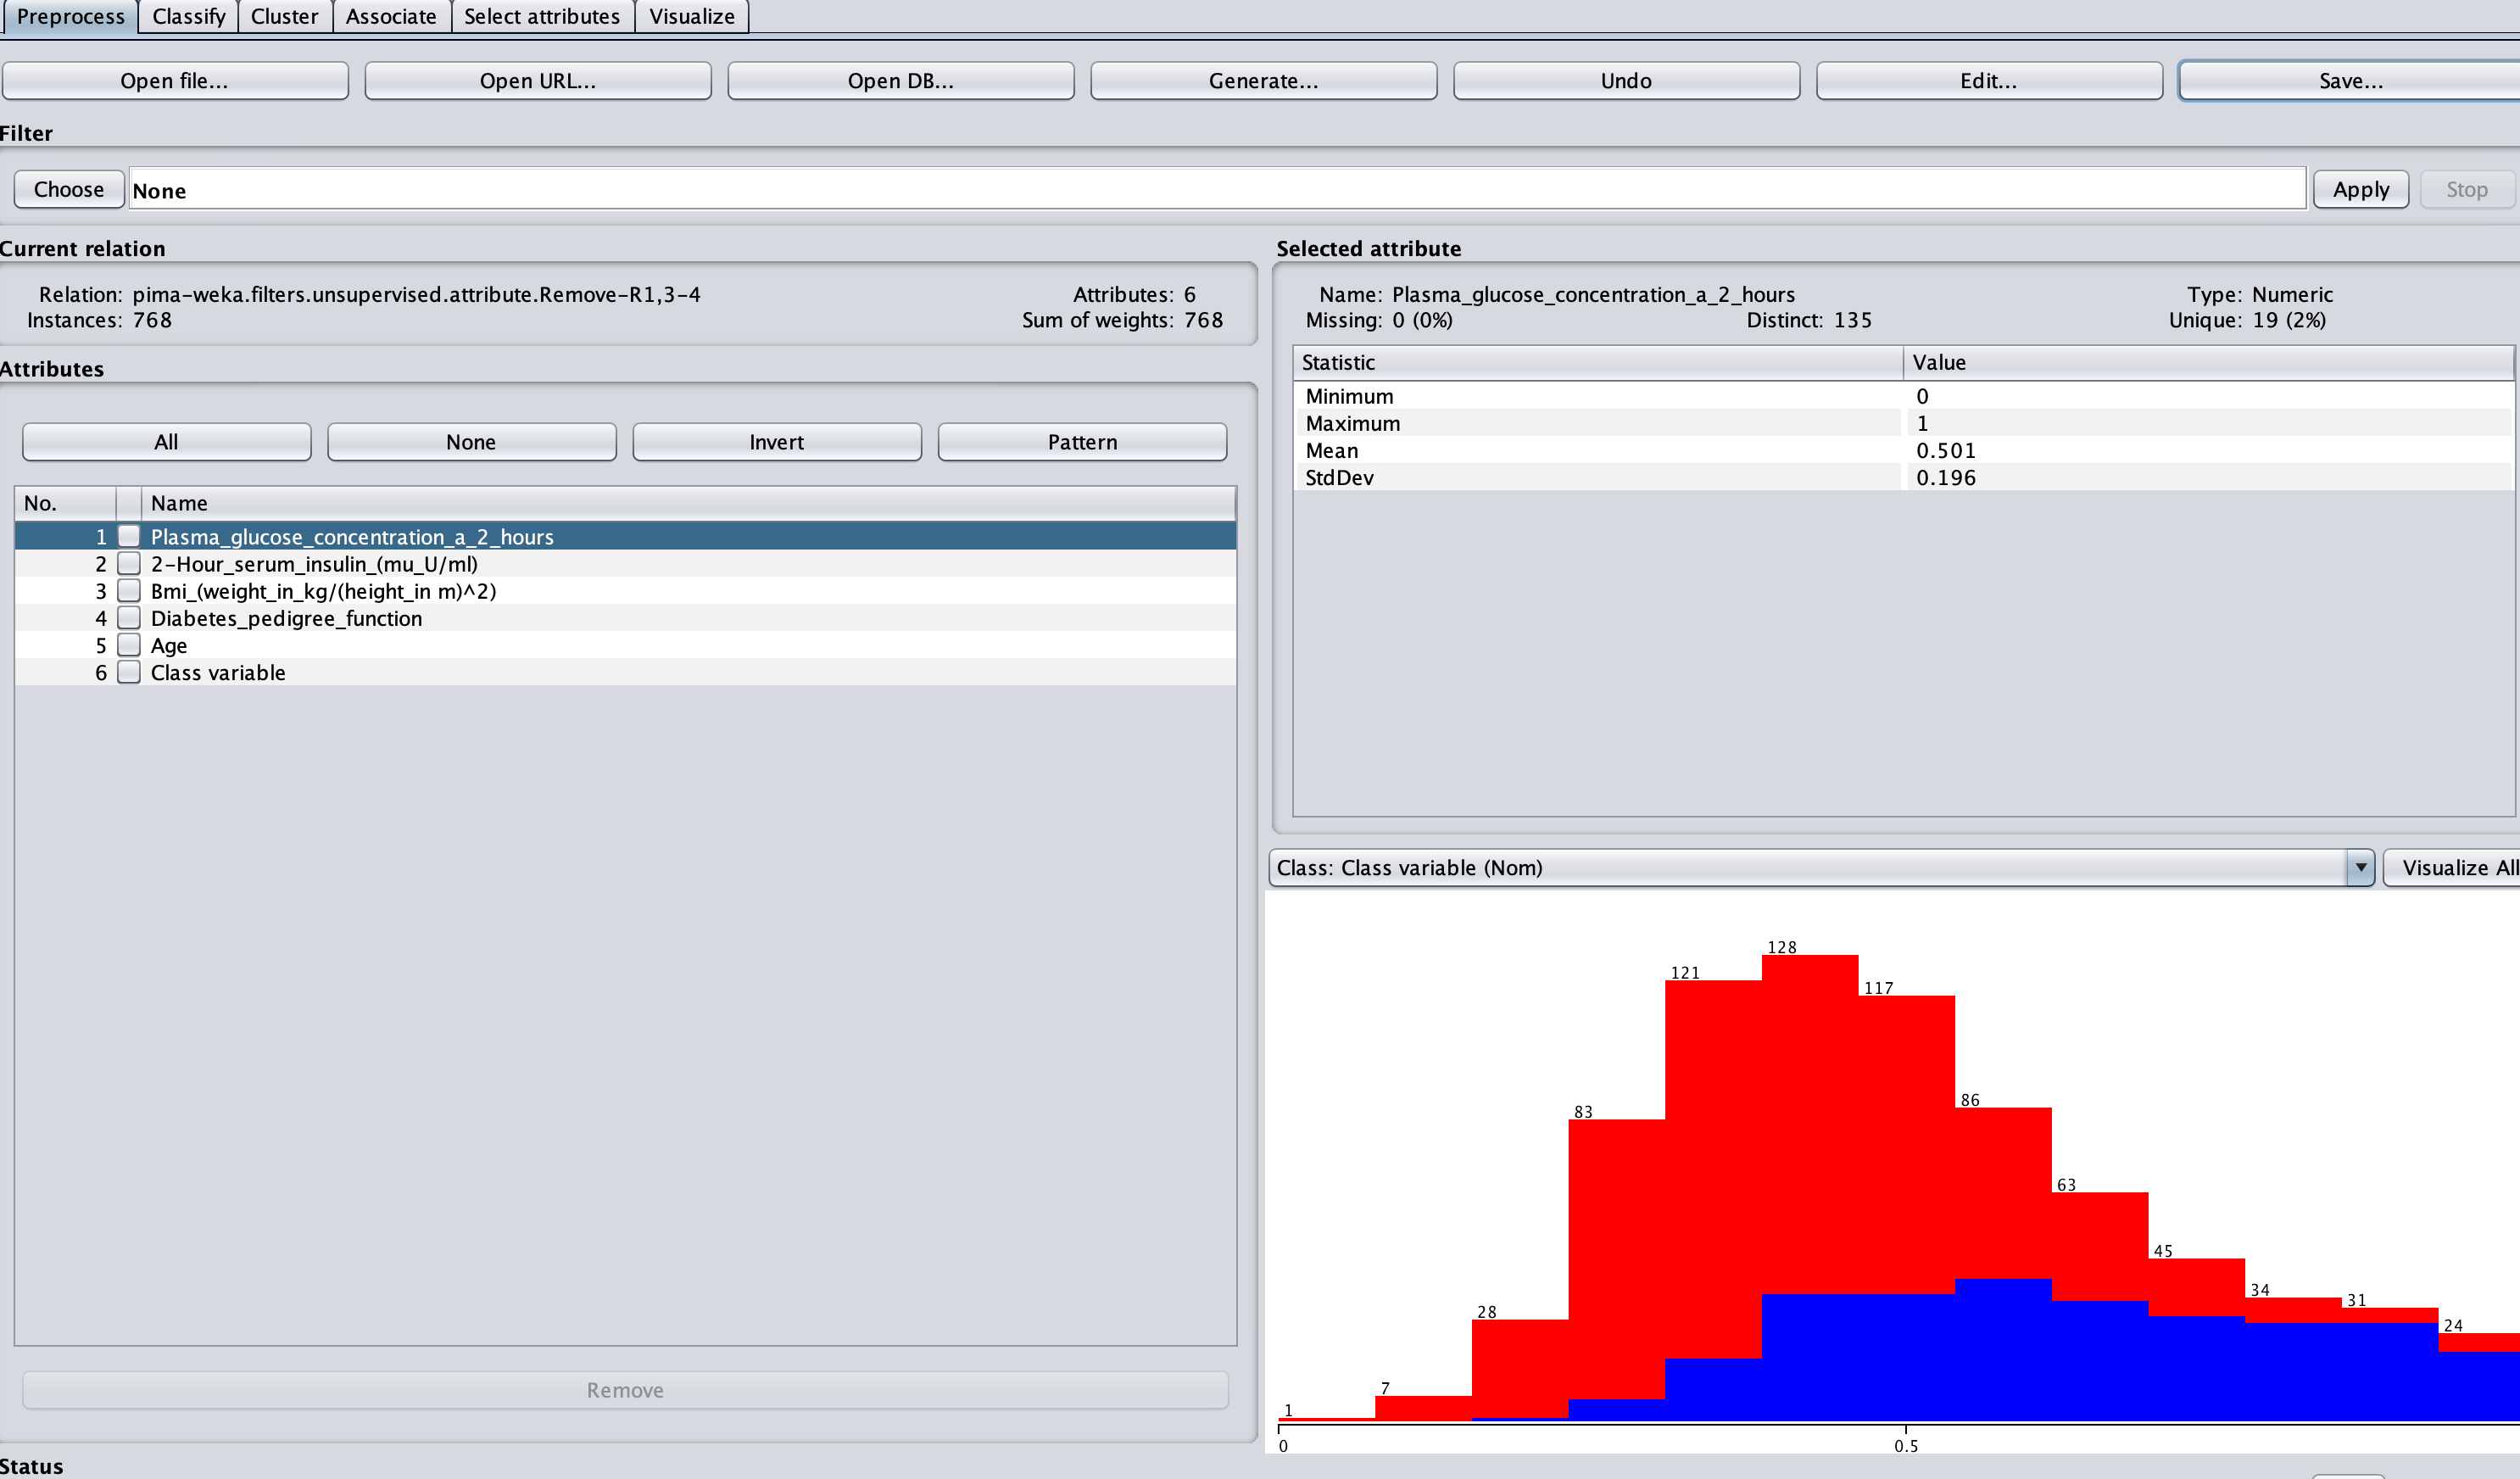 Preprocess Classify Cluster Associate Select attributes Visualize
Open file... Open URL... Open DB... Generate... Undo Edit... Save...
Filter
Choose None Apply Stop
Current relation
Relation: pima-weka.filters.unsupervised.attribute.Remove-R1,3-4 Attributes: 6
Instances: 768 Sum of weights: 768
Attributes
All None Invert Pattern
No. Name
1 Plasma_glucose_concentration_a_2_hours
2 2-Hour_serum_insulin_(mu_U/ml)
3 Bmi_(weight_in_kg/(height_in m)^2)
4 Diabetes_pedigree_function
5 Age
6 Class variable
Remove
Selected attribute
Name: Plasma_glucose_concentration_a_2_hours Type: Numeric
Missing: 0 (0%) Distinct: 135 Unique: 19 (2%)
Statistic Value
Minimum 0
Maximum 1
Mean 0.501
StdDev 0.196
Class: Class variable (Nom) Visualize All
128
121
117
86
83
63
45
34
31
28
24
7
1
0 0.5
Status